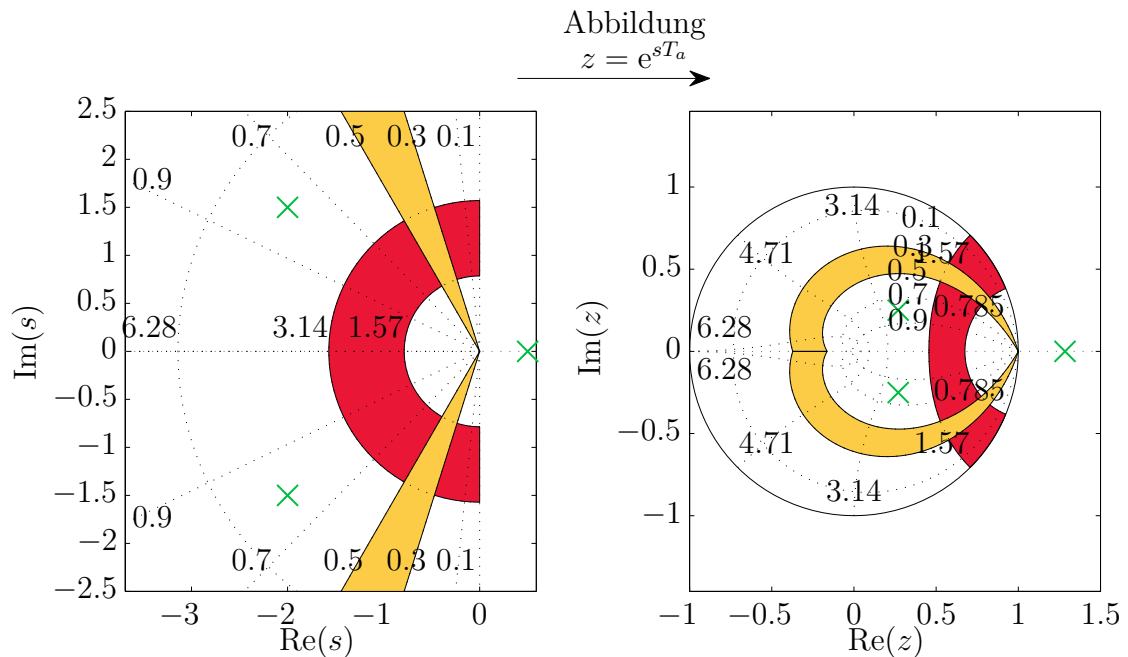 Abbildung
z = e^{sT_a}
2.5
2
1.5
1
0.5
0
−0.5
−1
−1.5
−2
−2.5
Im(s)
0.7 0.5 0.3 0.1
0.9
6.28 3.14 1.57
0.9
0.7 0.5 0.3 0.1
−3 −2 −1 0
Re(s)
1
0.5
0
−0.5
−1
Im(z)
3.14 0.1
4.71 0.3 1.57
0.5
0.7 0.785
6.28 0.9
6.28
0.785
4.71 1.57
3.14
−1 −0.5 0 0.5 1 1.5
Re(z)